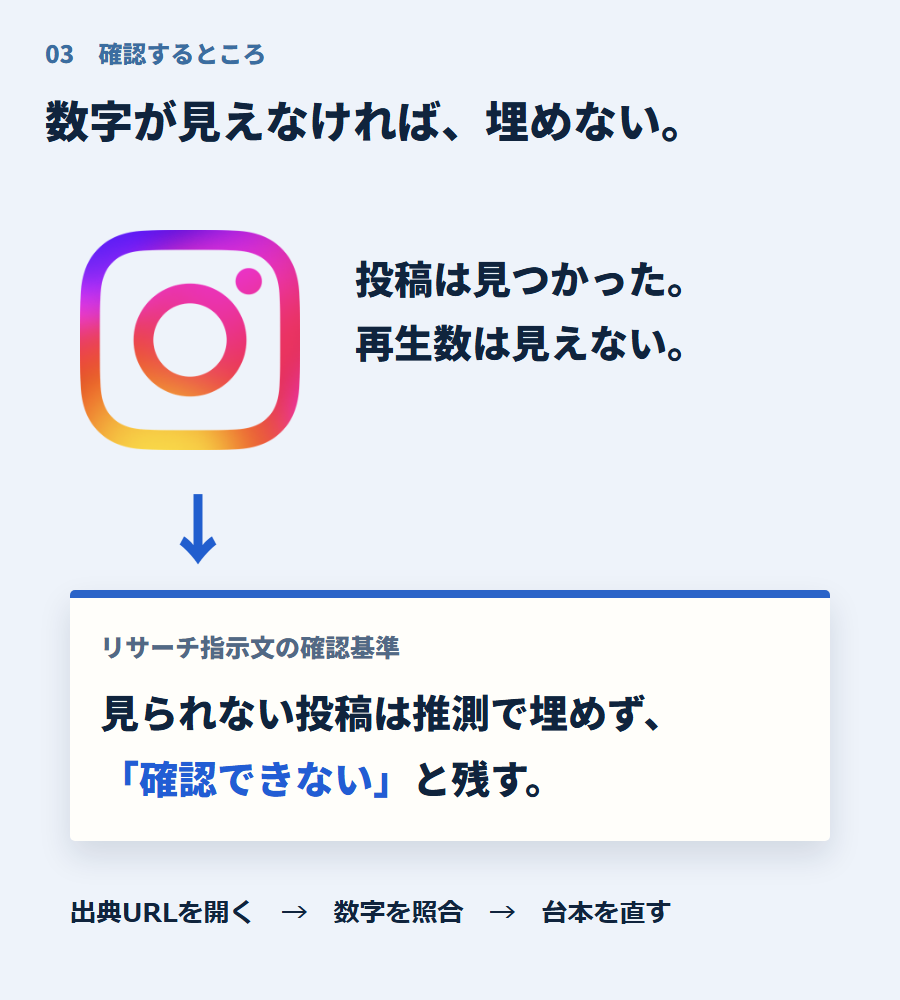 03 確認するところ
数字が見えなければ、埋めない。
投稿は見つかった。
再生数は見えない。
↓
リサーチ指示文の確認基準
見られない投稿は推測で埋めず、
「確認できない」と残す。
出典URLを開く → 数字を照合 → 台本を直す